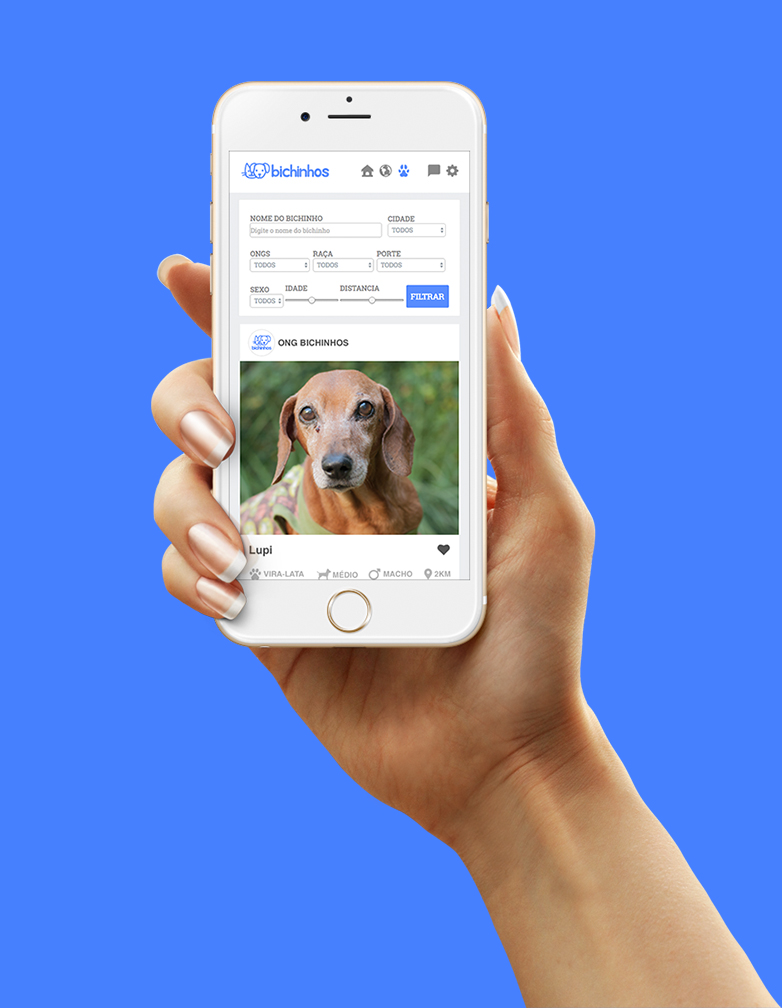 bichinhos
NOME DO BICHINHO CIDADE
Digite o nome do bichinho TODOS
ONGS RAÇA PORTE
TODOS TODOS TODOS
SEXO IDADE DISTANCIA
TODOS FILTRAR
bichinhos
ONG BICHINHOS
Lupi
VIRA-LATA MÉDIO MACHO 2KM